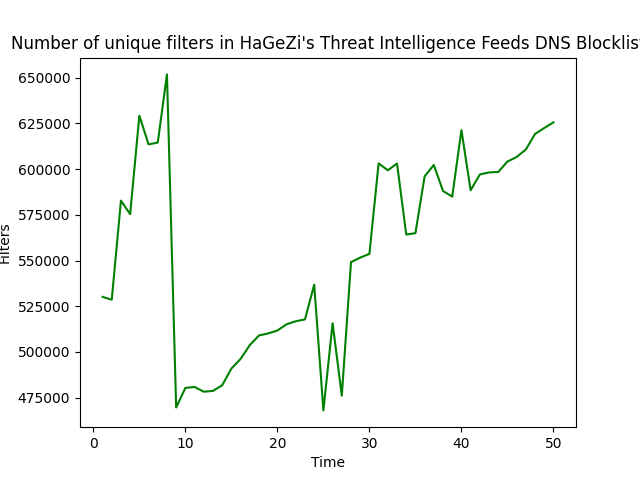 Number of unique filters in HaGeZi's Threat Intelligence Feeds DNS Blocklist
650000
625000
600000
575000
550000
525000
500000
475000
Filters
0 10 20 30 40 50
Time